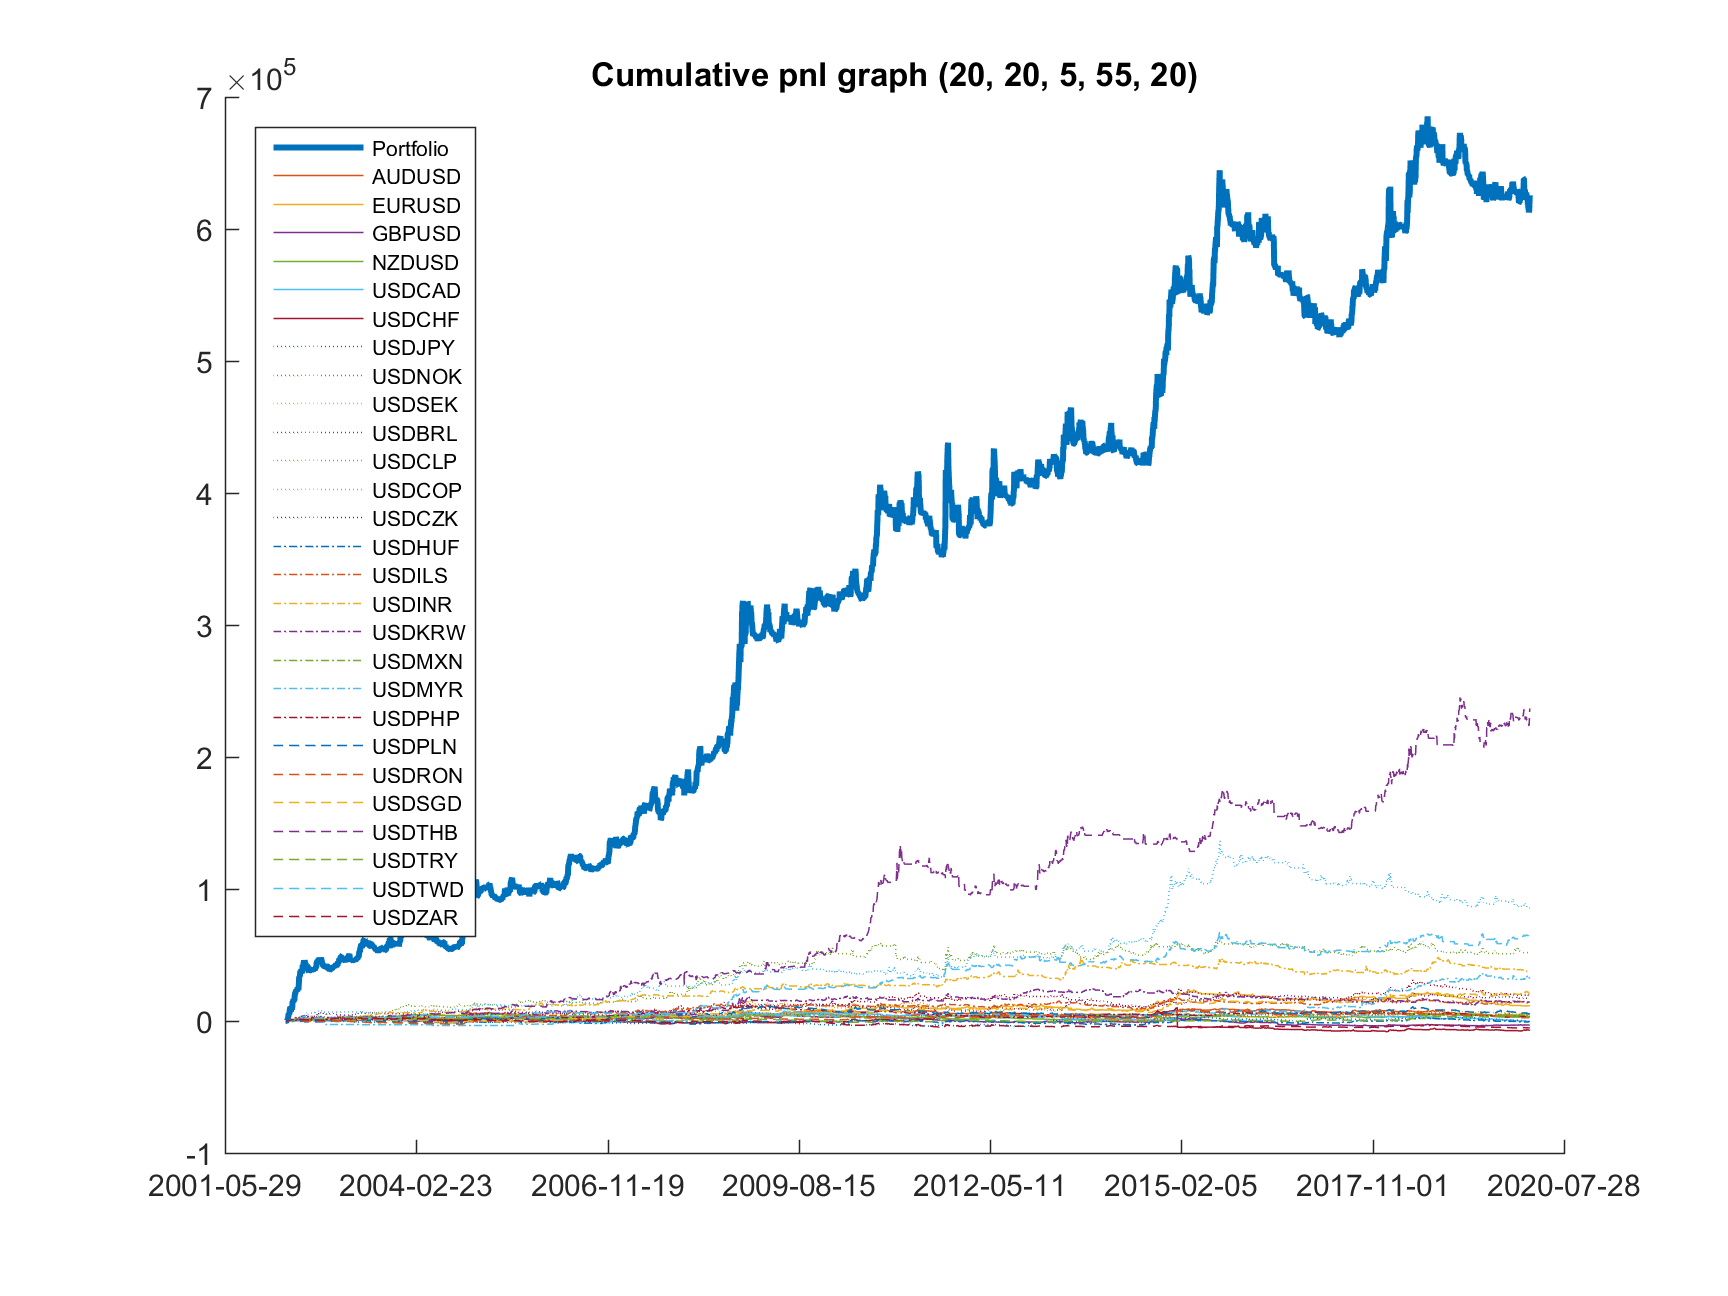 Cumulative pnl graph (20, 20, 5, 55, 20)
×10^5
7
6
5
4
3
2
1
0
-1
Portfolio
AUDUSD
EURUSD
GBPUSD
NZDUSD
USDCAD
USDCHF
USDJPY
USDNOK
USDSEK
USDBRL
USDCLP
USDCOP
USDCZK
USDHUF
USDILS
USDINR
USDKRW
USDMXN
USDMYR
USDPHP
USDPLN
USDRON
USDSGD
USDTHB
USDTRY
USDTWD
USDZAR
2001-05-29 2004-02-23 2006-11-19 2009-08-15 2012-05-11 2015-02-05 2017-11-01 2020-07-28